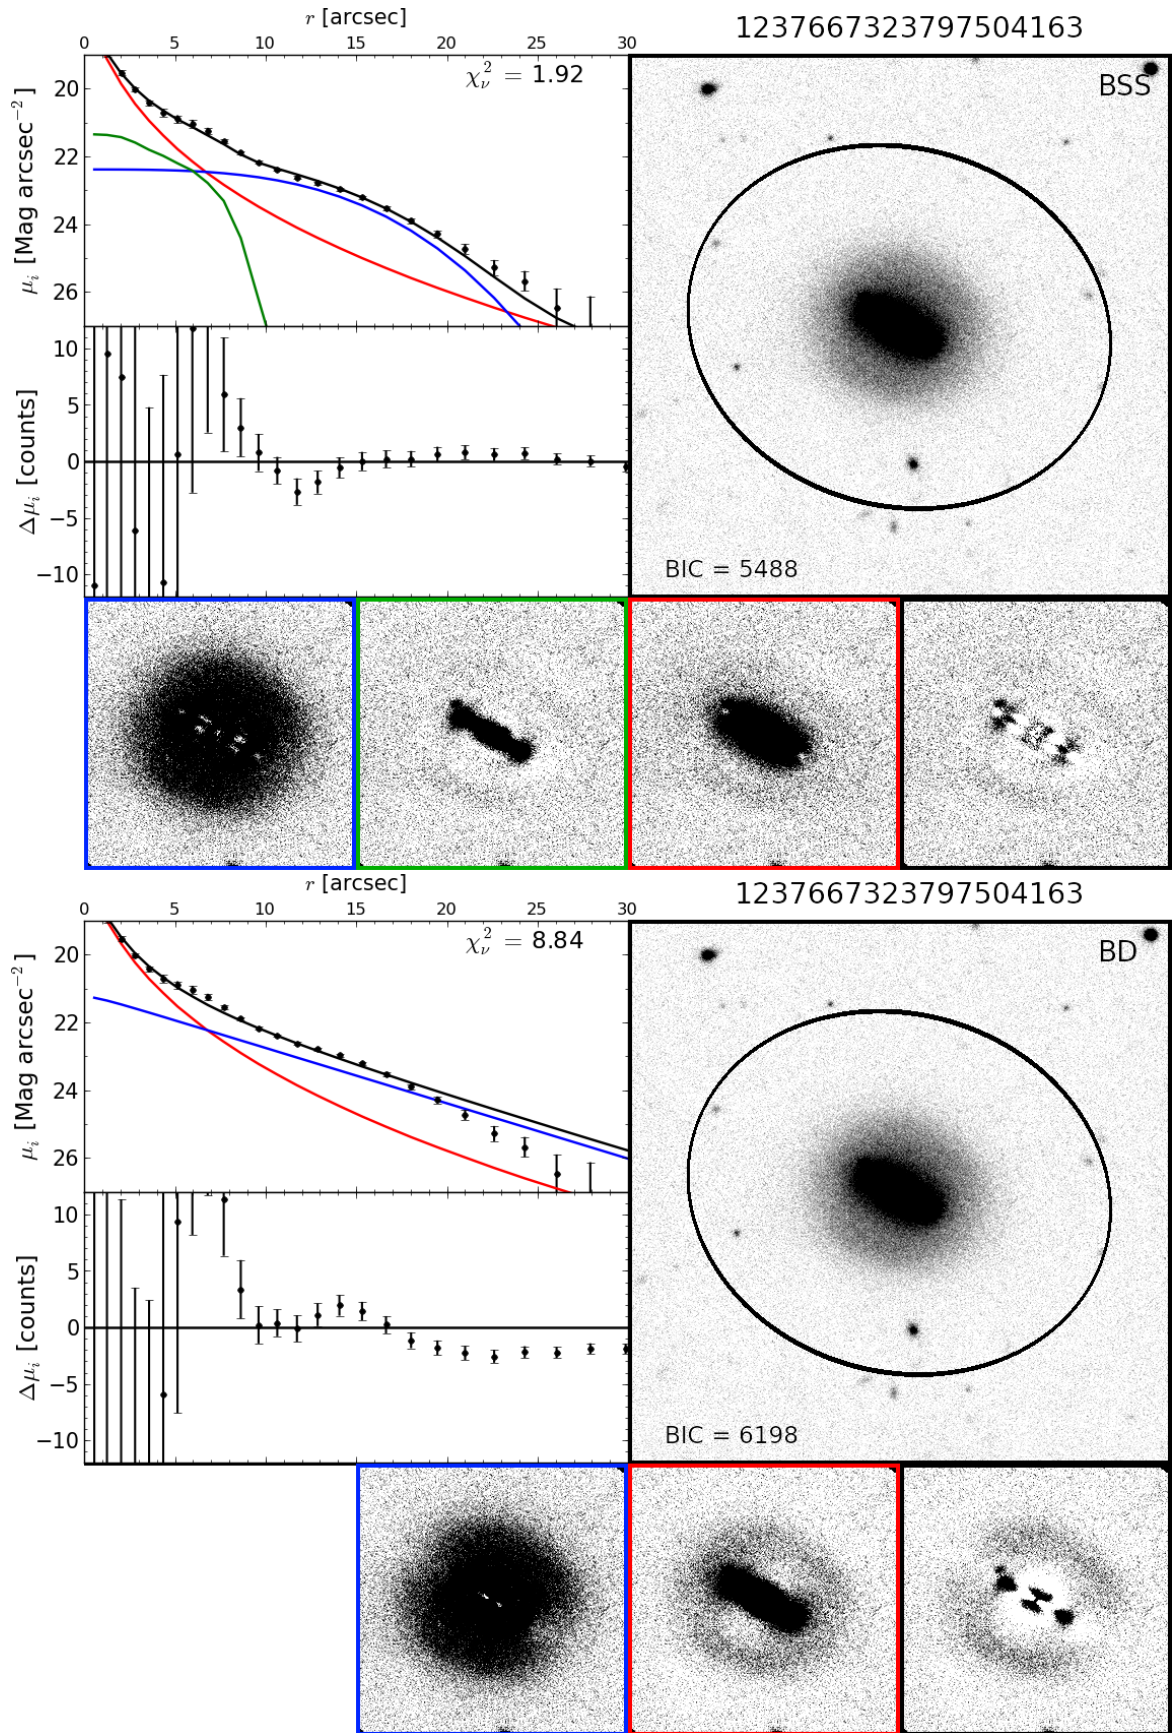 r [arcsec]
1237667323797504163
0 5 10 15 20 25 30
χ²ν = 1.92
BSS
20
22
24
26
μi [Mag arcsec−2]
10
5
0
−5
−10
Δμi [counts]
BIC = 5488
r [arcsec]
1237667323797504163
0 5 10 15 20 25 30
χ²ν = 8.84
BD
20
22
24
26
μi [Mag arcsec−2]
10
5
0
−5
−10
Δμi [counts]
BIC = 6198